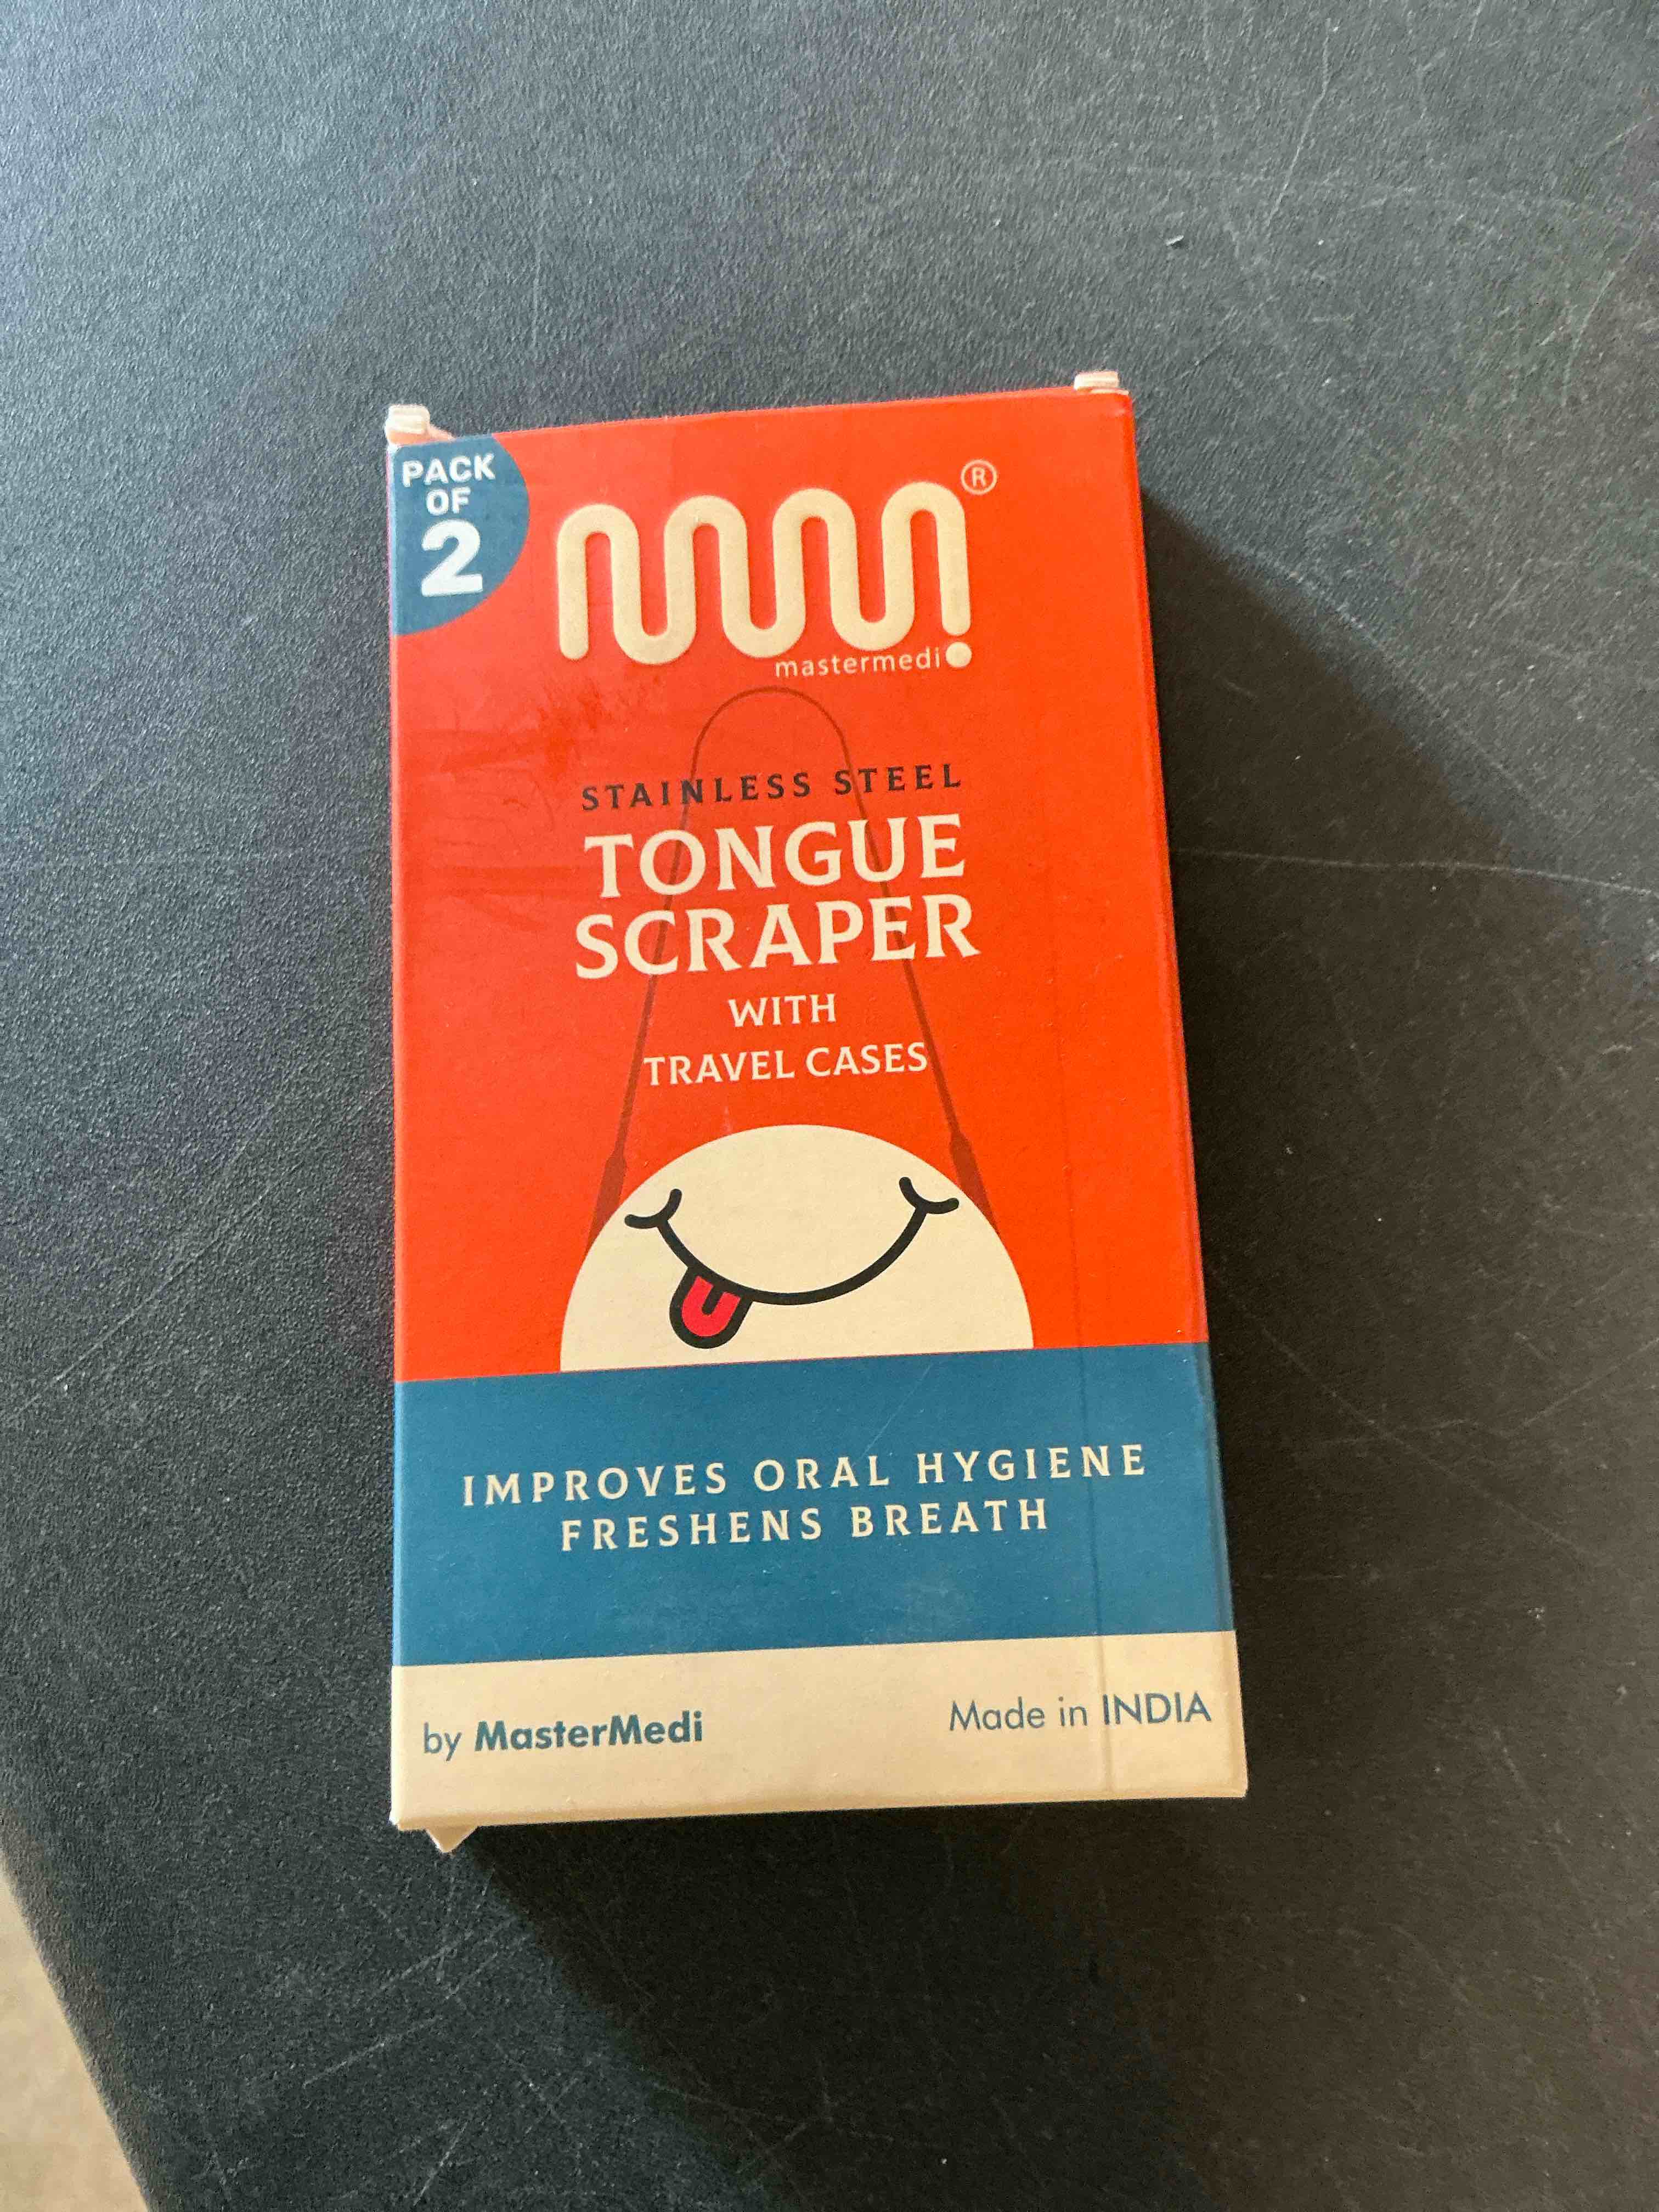 PACK
OF
2
®
mastermedi
STAINLESS STEEL
TONGUE
SCRAPER
WITH
TRAVEL CASES
IMPROVES ORAL HYGIENE
FRESHENS BREATH
by MasterMedi
Made in INDIA